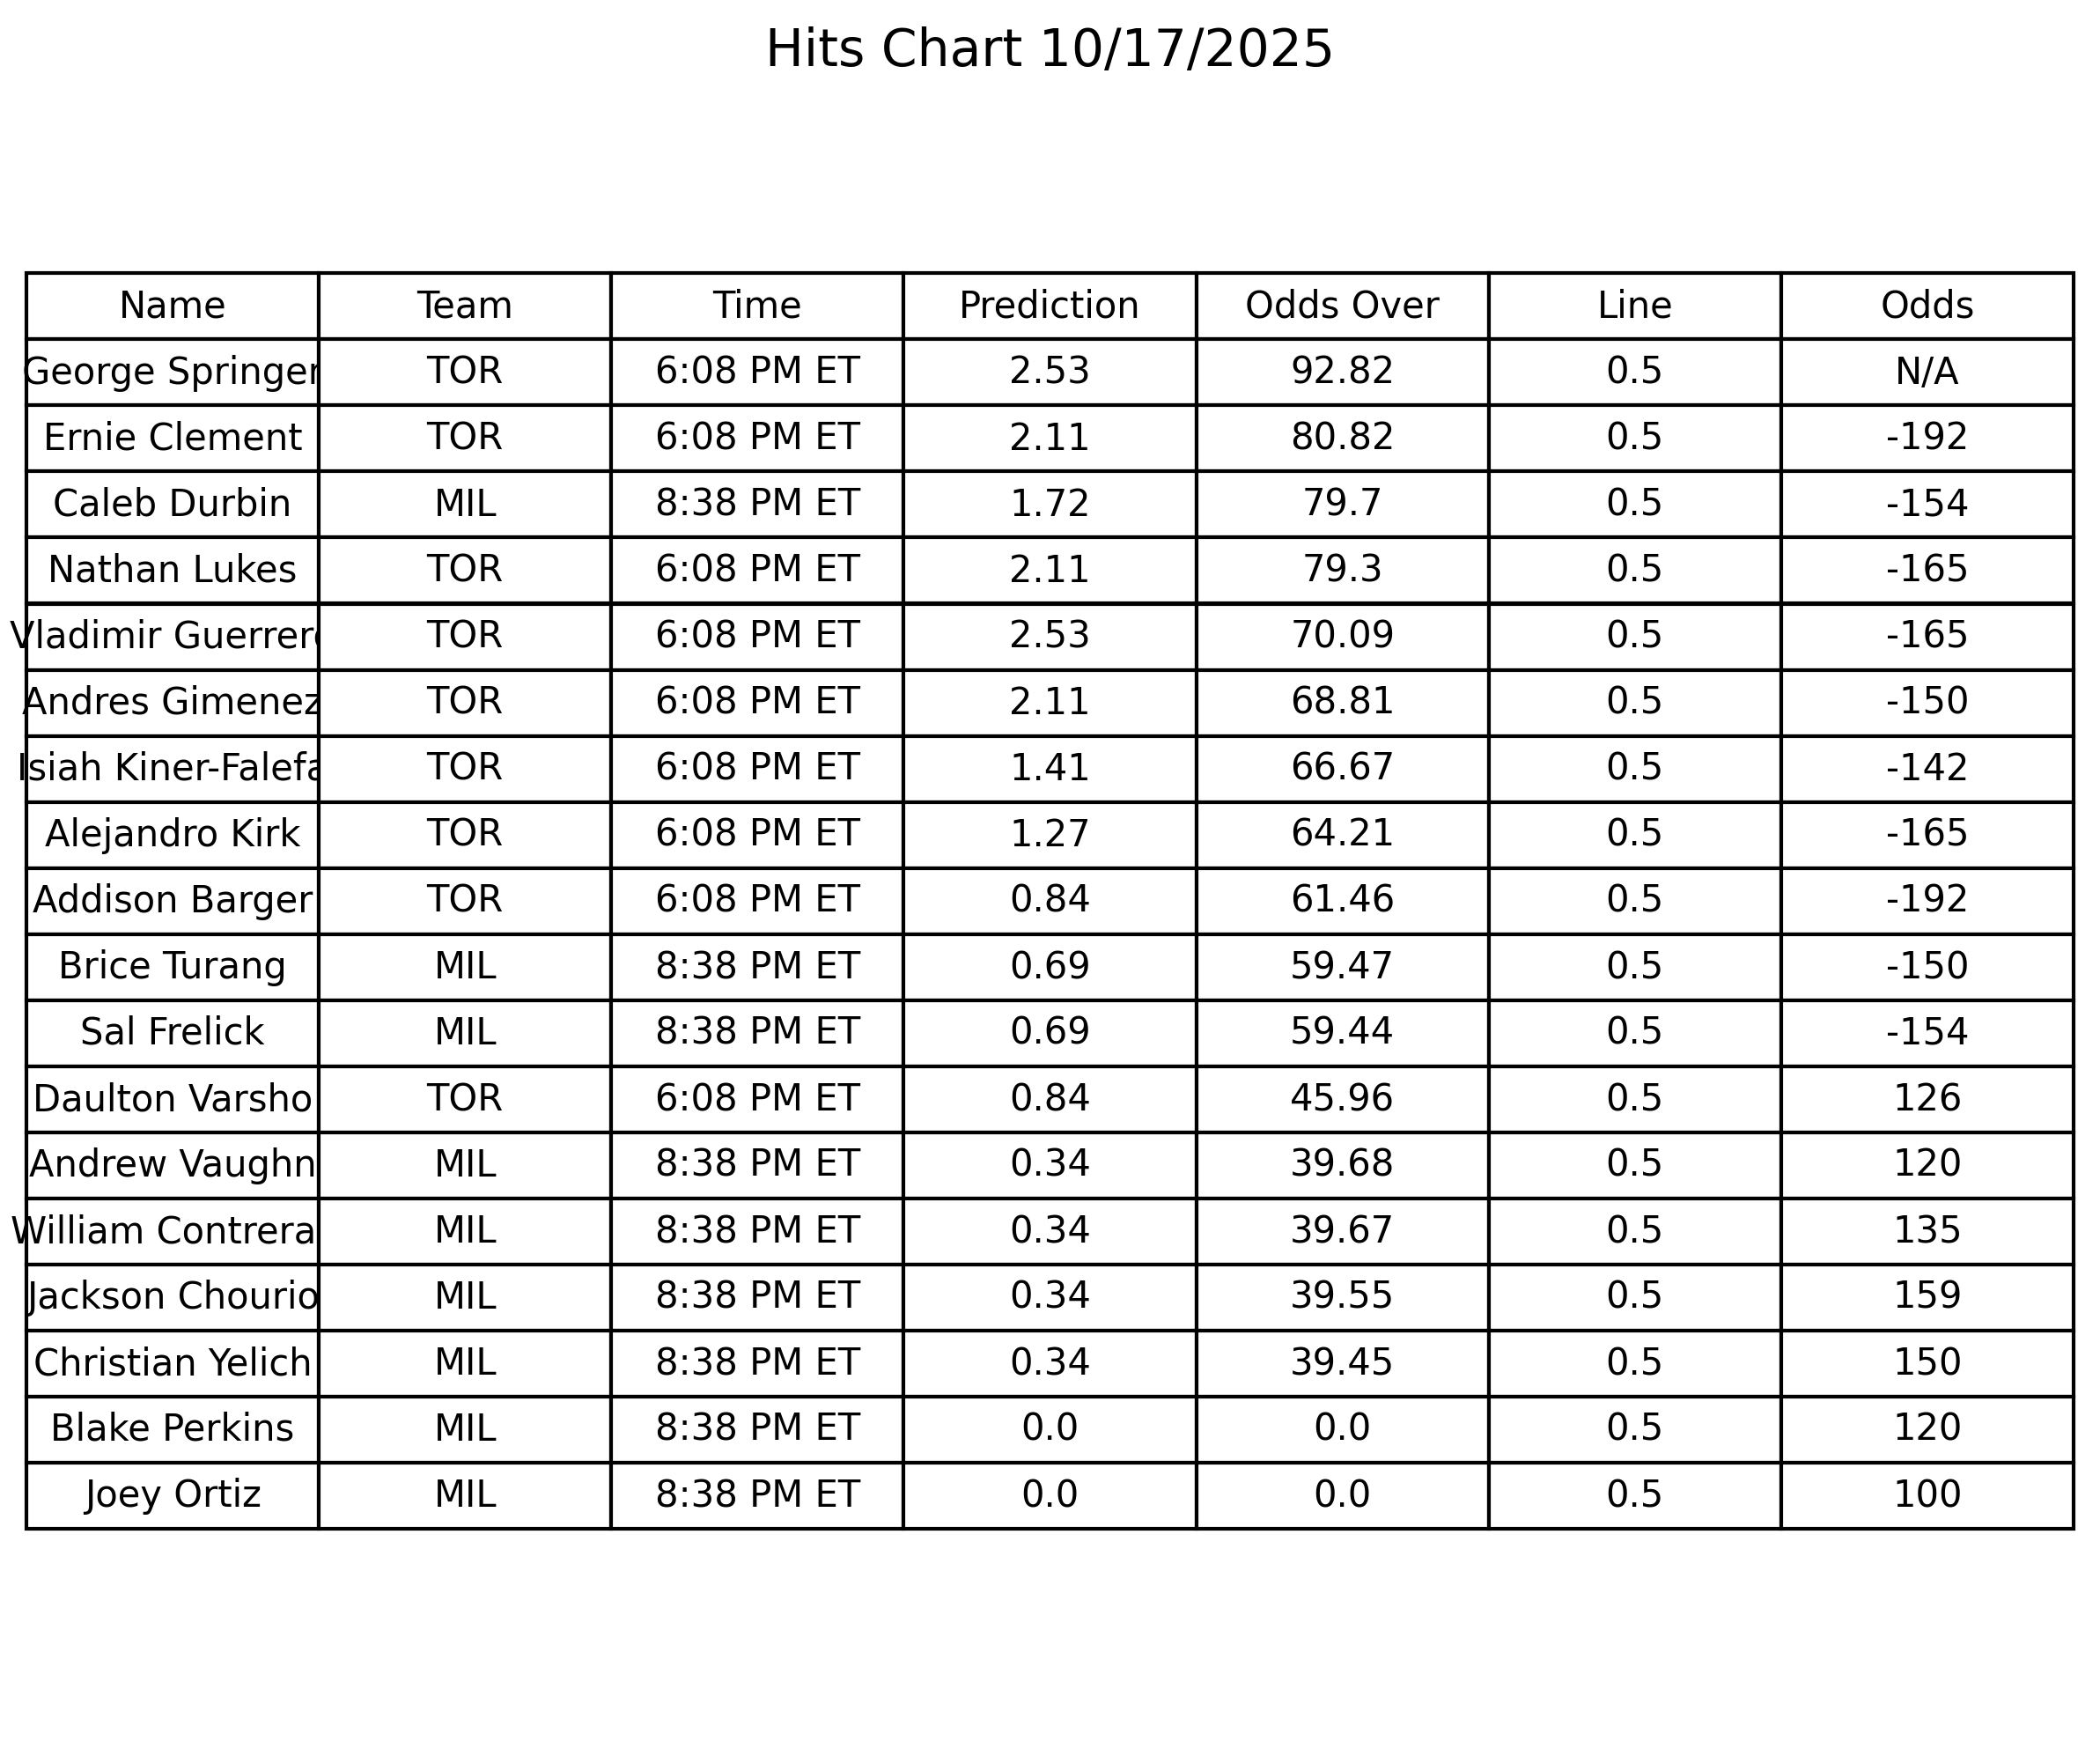 Hits Chart 10/17/2025
Name Team Time Prediction Odds Over Line Odds
George Springer TOR 6:08 PM ET 2.53 92.82 0.5 N/A
Ernie Clement TOR 6:08 PM ET 2.11 80.82 0.5 -192
Caleb Durbin MIL 8:38 PM ET 1.72 79.7 0.5 -154
Nathan Lukes TOR 6:08 PM ET 2.11 79.3 0.5 -165
Vladimir Guerrero TOR 6:08 PM ET 2.53 70.09 0.5 -165
Andres Gimenez TOR 6:08 PM ET 2.11 68.81 0.5 -150
Isiah Kiner-Falefa TOR 6:08 PM ET 1.41 66.67 0.5 -142
Alejandro Kirk TOR 6:08 PM ET 1.27 64.21 0.5 -165
Addison Barger TOR 6:08 PM ET 0.84 61.46 0.5 -192
Brice Turang MIL 8:38 PM ET 0.69 59.47 0.5 -150
Sal Frelick MIL 8:38 PM ET 0.69 59.44 0.5 -154
Daulton Varsho TOR 6:08 PM ET 0.84 45.96 0.5 126
Andrew Vaughn MIL 8:38 PM ET 0.34 39.68 0.5 120
William Contrera MIL 8:38 PM ET 0.34 39.67 0.5 135
Jackson Chourio MIL 8:38 PM ET 0.34 39.55 0.5 159
Christian Yelich MIL 8:38 PM ET 0.34 39.45 0.5 150
Blake Perkins MIL 8:38 PM ET 0.0 0.0 0.5 120
Joey Ortiz MIL 8:38 PM ET 0.0 0.0 0.5 100